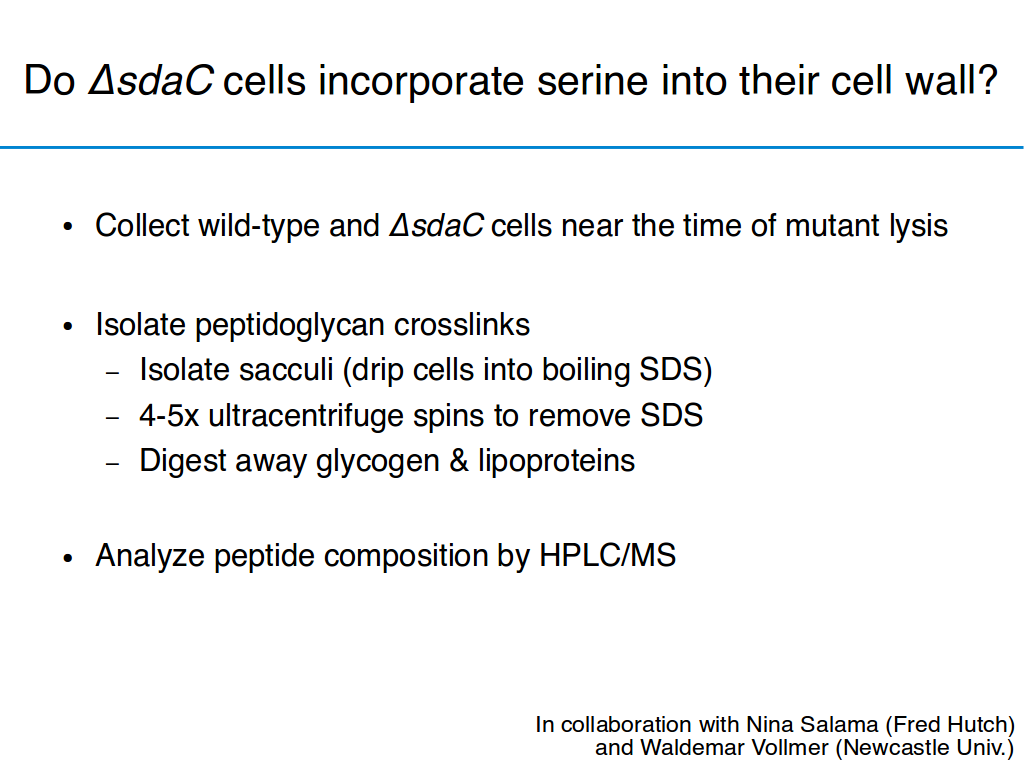 Do ΔsdaC cells incorporate serine into their cell wall?
• Collect wild-type and ΔsdaC cells near the time of mutant lysis
• Isolate peptidoglycan crosslinks
– Isolate sacculi (drip cells into boiling SDS)
– 4-5x ultracentrifuge spins to remove SDS
– Digest away glycogen & lipoproteins
• Analyze peptide composition by HPLC/MS
In collaboration with Nina Salama (Fred Hutch)
and Waldemar Vollmer (Newcastle Univ.)